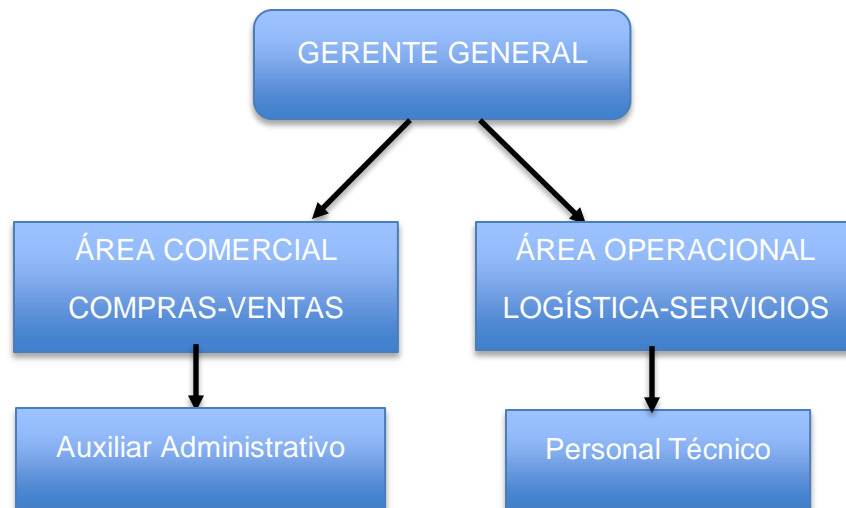 GERENTE GENERAL
ÁREA COMERCIAL
COMPRAS-VENTAS
ÁREA OPERACIONAL
LOGÍSTICA-SERVICIOS
Auxiliar Administrativo
Personal Técnico